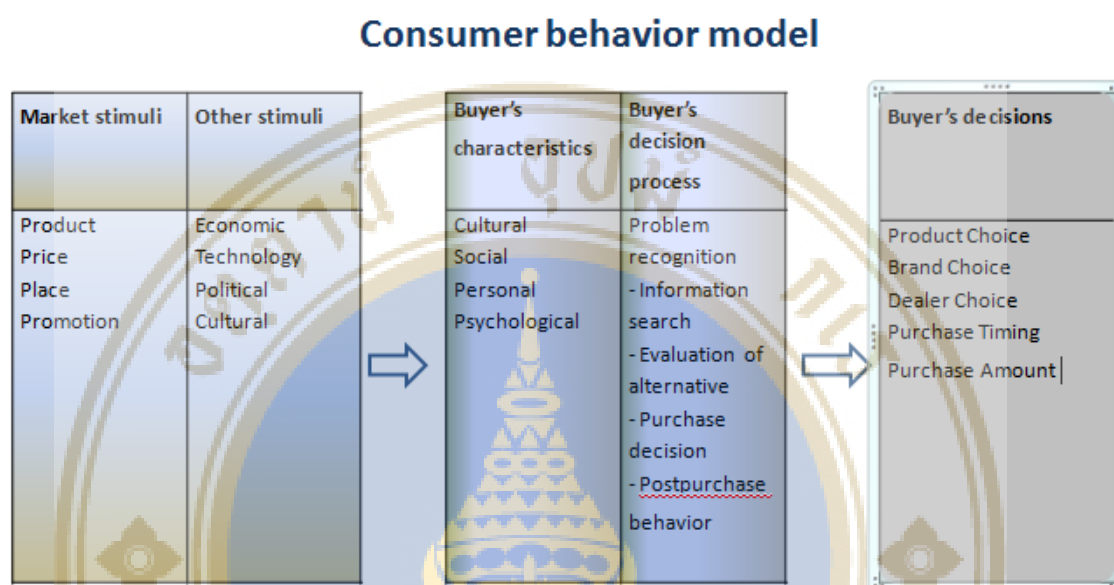 Consumer behavior model
Market stimuli
Other stimuli
Product
Price
Place
Promotion
Economic
Technology
Political
Cultural
Buyer’s
characteristics
Buyer’s
decision
process
Cultural
Social
Personal
Psychological
Problem
recognition
- Information
search
- Evaluation of
alternative
- Purchase
decision
- Postpurchase
behavior
Buyer’s decisions
Product Choice
Brand Choice
Dealer Choice
Purchase Timing
Purchase Amount